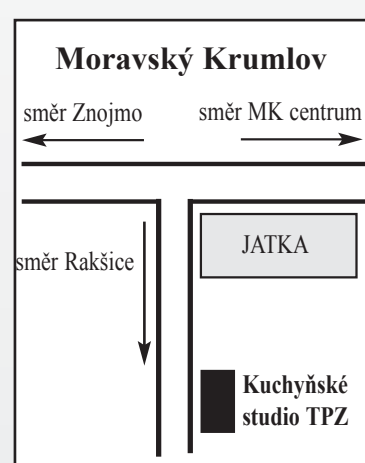 Moravský Krumlov
směr Znojmo
směr MK centrum
JATKA
směr Rakšice
Kuchyňské
studio TPZ